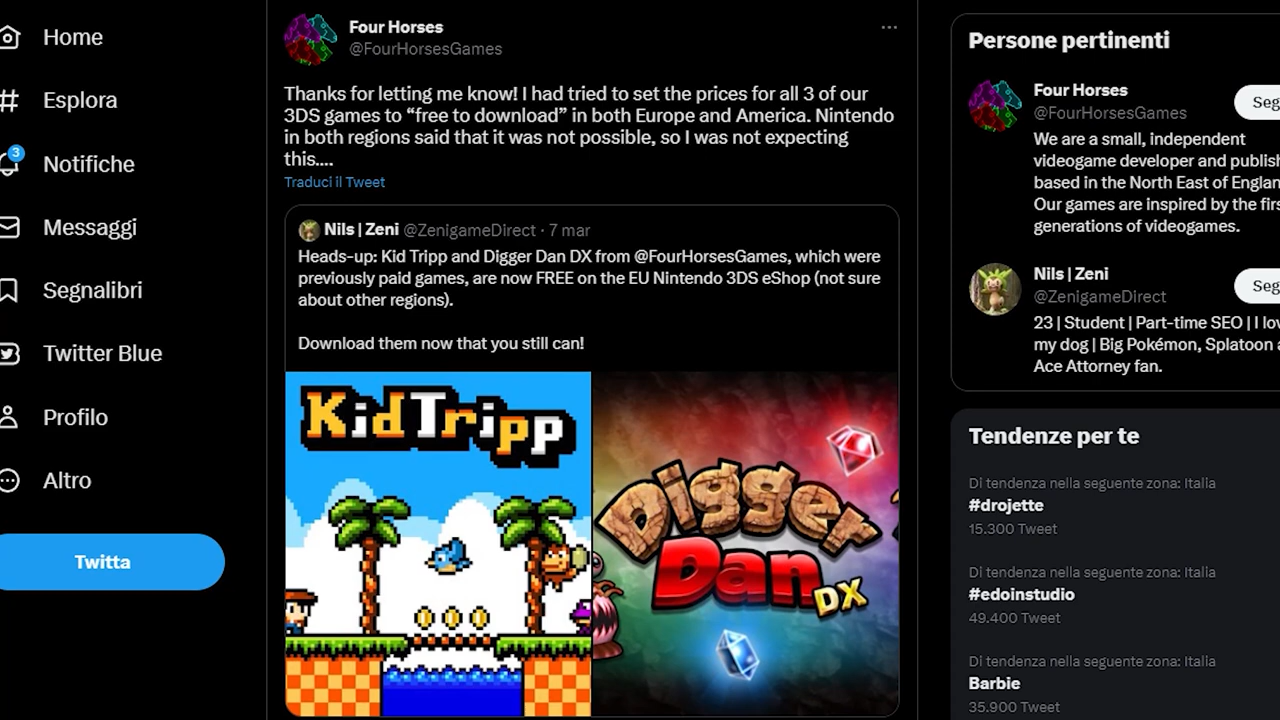 Home
Esplora
3
Notifiche
Messaggi
Segnalibri
Twitter Blue
Profilo
Altro
Twitta
Four Horses
@FourHorsesGames
Thanks for letting me know! I had tried to set the prices for all 3 of our
3DS games to “free to download” in both Europe and America. Nintendo
in both regions said that it was not possible, so I was not expecting
this....
Traduci il Tweet
Nils | Zeni @ZenigameDirect · 7 mar
Heads-up: Kid Tripp and Digger Dan DX from @FourHorsesGames, which were
previously paid games, are now FREE on the EU Nintendo 3DS eShop (not sure
about other regions).
Download them now that you still can!
Kid Tripp
Digger
Dan
DX
Persone pertinenti
Four Horses
Seg
@FourHorsesGames
We are a small, independent
videogame developer and publish
based in the North East of Englan
Our games are inspired by the firs
generations of videogames.
Nils | Zeni
Seg
@ZenigameDirect
23 | Student | Part-time SEO | I lov
my dog | Big Pokémon, Splatoon a
Ace Attorney fan.
Tendenze per te
Di tendenza nella seguente zona: Italia
#drojette
15.300 Tweet
Di tendenza nella seguente zona: Italia
#edoinstudio
49.400 Tweet
Di tendenza nella seguente zona: Italia
Barbie
35.900 Tweet